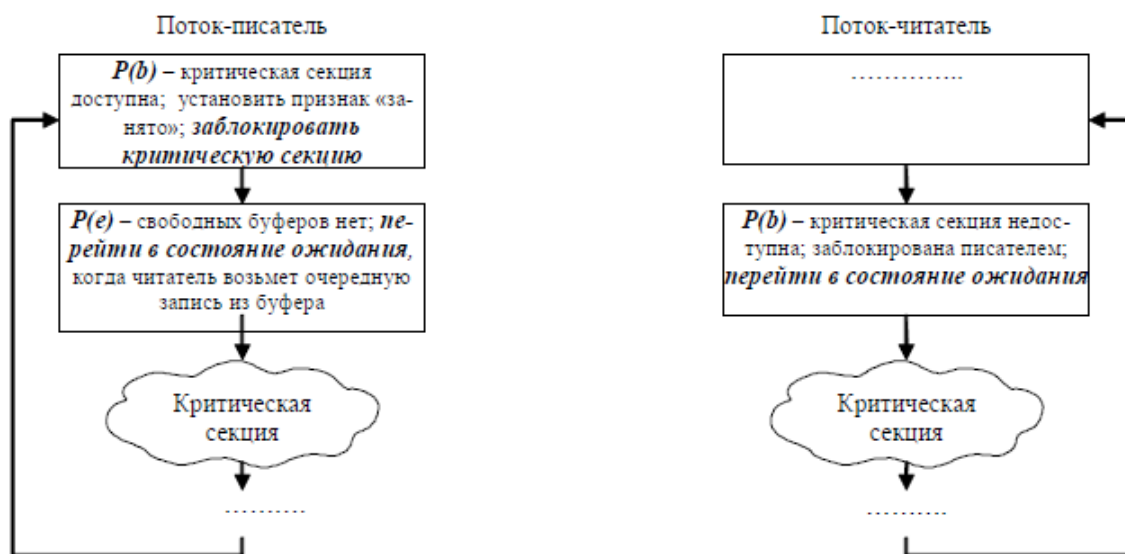 Поток-писатель
P(b) – критическая секция
доступна; установить признак «за-
нято»; заблокировать
критическую секцию
P(e) – свободных буферов нет; пе-
рейти в состояние ожидания,
когда читатель возьмет очередную
запись из буфера
Критическая
секция
..........
Поток-читатель
..............
P(b) – критическая секция недос-
тупна; заблокирована писателем;
перейти в состояние ожидания
Критическая
секция
..........